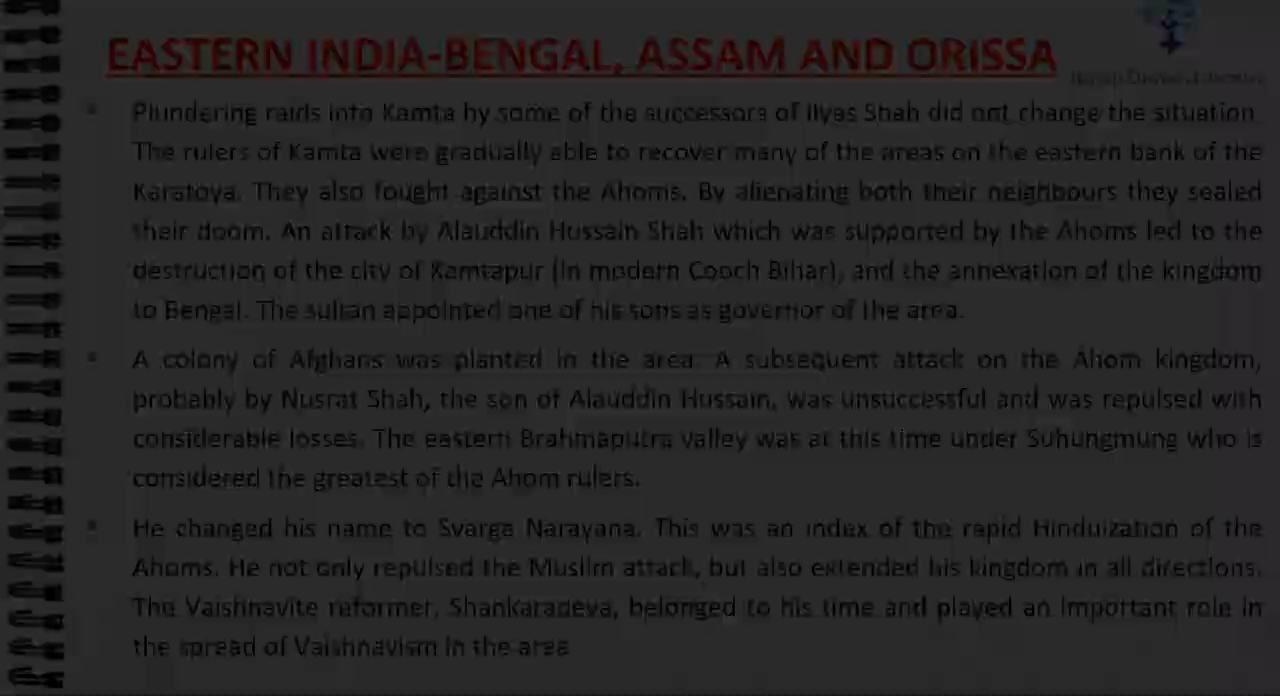 EASTERN INDIA-BENGAL, ASSAM AND ORISSA
Plundering raids into Kamta by some of the successors of Ilyas Shah did not change the situation.
The rulers of Kamta were gradually able to recover many of the areas on the eastern bank of the
Karatoya. They also fought against the Ahoms. By alienating both their neighbours they sealed
their doom. An attack by Alauddin Hussain Shah which was supported by the Ahoms led to the
destruction of the city of Kamtapur (in modern Cooch Bihar), and the annexation of the kingdom
to Bengal. The sultan appointed one of his sons as governor of the area.
A colony of Afghans was planted in the area. A subsequent attack on the Ahom kingdom,
probably by Nusrat Shah, the son of Alauddin Hussain, was unsuccessful and was repulsed with
considerable losses. The eastern Brahmaputra valley was at this time under Suhungmung who is
considered the greatest of the Ahom rulers.
He changed his name to Svarga Narayana. This was an index of the rapid Hinduization of the
Ahoms. He not only repulsed the Muslim attack, but also extended his kingdom in all directions.
The Vaishnavite reformer, Shankaradeva, belonged to his time and played an important role in
the spread of Vaishnavism in the area